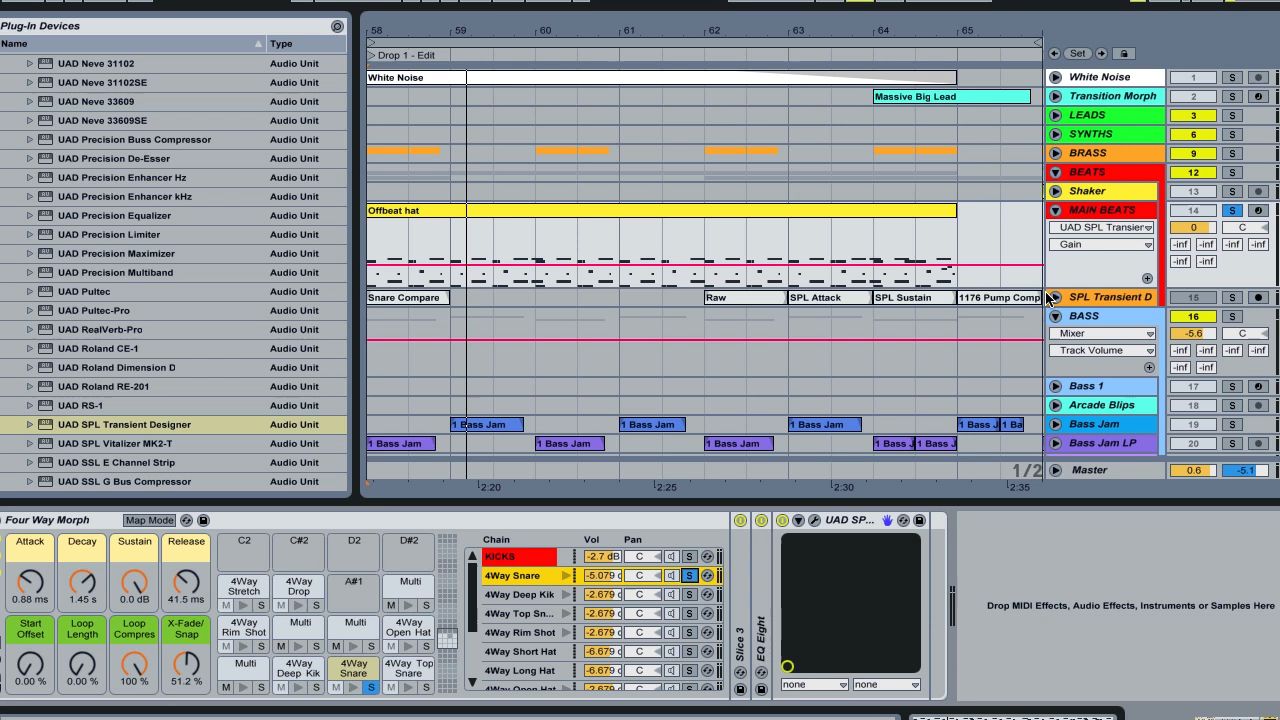 Plug-In Devices
Name Type
UAD Neve 31102 Audio Unit
UAD Neve 31102SE Audio Unit
UAD Neve 33609 Audio Unit
UAD Neve 33609SE Audio Unit
UAD Precision Buss Compressor Audio Unit
UAD Precision De-Esser Audio Unit
UAD Precision Enhancer Hz Audio Unit
UAD Precision Enhancer kHz Audio Unit
UAD Precision Equalizer Audio Unit
UAD Precision Limiter Audio Unit
UAD Precision Maximizer Audio Unit
UAD Precision Multiband Audio Unit
UAD Pultec Audio Unit
UAD Pultec-Pro Audio Unit
UAD RealVerb-Pro Audio Unit
UAD Roland CE-1 Audio Unit
UAD Roland Dimension D Audio Unit
UAD Roland RE-201 Audio Unit
UAD RS-1 Audio Unit
UAD SPL Transient Designer Audio Unit
UAD SPL Vitalizer MK2-T Audio Unit
UAD SSL E Channel Strip Audio Unit
UAD SSL G Bus Compressor Audio Unit
58 59 60 61 62 63 64 65
Drop 1 - Edit
Set
White Noise White Noise 1 S
Massive Big Lead Transition Morph 2 S
LEADS 3 S
SYNTHS 6 S
BRASS 9 S
BEATS 12 S
Shaker 13 S
Offbeat hat MAIN BEATS 14 S
UAD SPL Transier 0 C
Gain -inf -inf -inf -inf
-inf -inf
Snare Compare Raw SPL Attack SPL Sustain 1176 Pump Comp SPL Transient D 15 S
BASS 16 S
Mixer -5.6 C
Track Volume -inf -inf -inf -inf
-inf -inf
Bass 1 17 S
Arcade Blips 18 S
1 Bass Jam 1 Bass Jam 1 Bass Jam 1 Bass J 1 Ba Bass Jam 19 S
1 Bass Jam 1 Bass Jam 1 Bass Jam 1 Bass J 1 Bass J Bass Jam LP 20 S
1/2 Master 0.6 -5.1
2:20 2:25 2:30 2:35
Four Way Morph Map Mode
Attack Decay Sustain Release
0.88 ms 1.45 s 0.0 dB 41.5 ms
Start Offset Loop Length Loop Compres X-Fade/ Snap
0.00 % 0.00 % 100 % 51.2 %
C2 C#2 D2 D#2
4Way Stretch 4Way Drop A#1 Multi
M S M S M S
4Way Rim Shot Multi Multi 4Way Open Hat
M S M S M S M S
Multi 4Way Deep Kik 4Way Snare 4Way Top Snare
M S M S M S M S
Chain Vol Pan
KICKS -2.7 dB C S
4Way Snare -5.079 d C S
4Way Deep Kik -2.679 d C S
4Way Top Sn... -2.679 d C S
4Way Rim Shot -2.679 d C S
4Way Short Hat -6.679 d C S
4Way Long Hat -6.679 d C S
4Way Open Hat -2.679 d C S
Slice 3
EQ Eight
UAD SP...
none none
Drop MIDI Effects, Audio Effects, Instruments or Samples Here